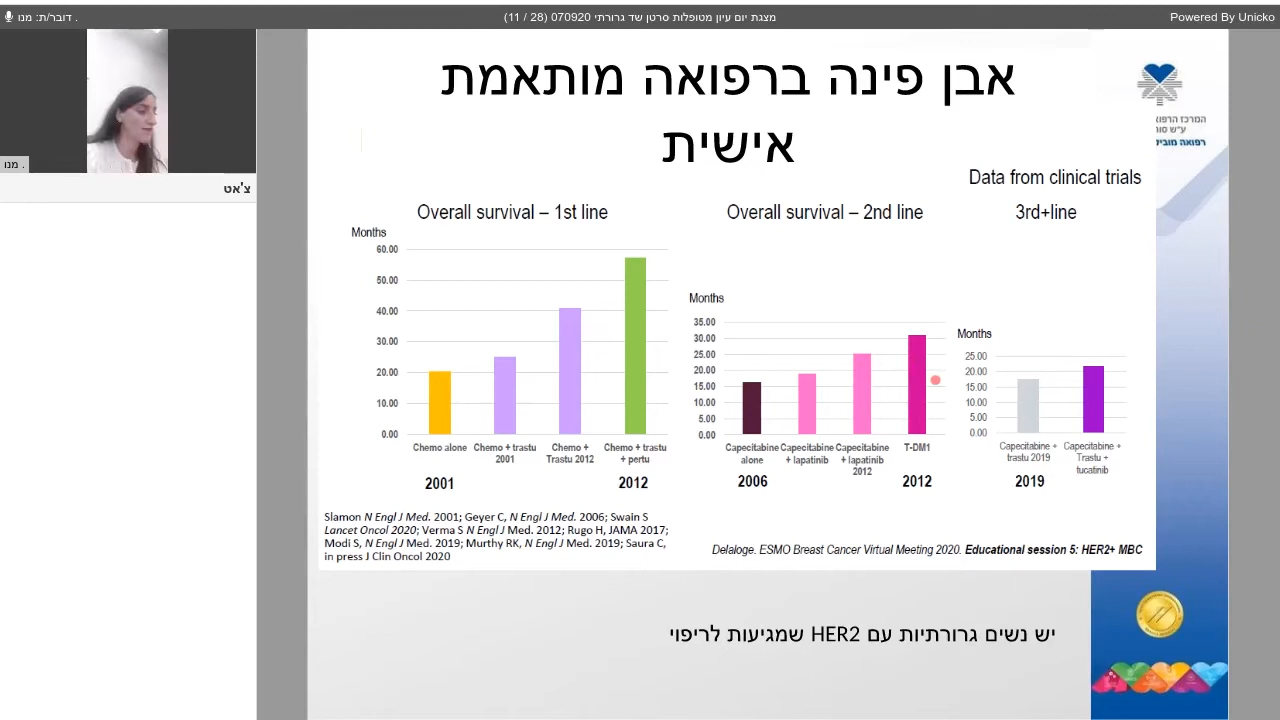 דובר/ת: מנו .
מצגת יום עיון מטופלות סרטן שד גרורתי 070920 (28 / 11)
Powered By Unicko
מנו .
צ'אט
אבן פינה ברפואה מותאמת
אישית
המרכז הרפוא
ע"ש סור
רפואה מוביל
Data from clinical trials
Overall survival – 1st line
Months
60.00
50.00
40.00
30.00
20.00
10.00
0.00
Chemo alone
Chemo + trastu
2001
Chemo +
Trastu 2012
Chemo + trastu
+ pertu
2001
2012
Overall survival – 2nd line
Months
35.00
30.00
25.00
20.00
15.00
10.00
5.00
0.00
Capecitabine
alone
Capecitabine
+ lapatinib
Capecitabine
+ lapatinib
2012
T-DM1
2006
2012
3rd+line
Months
25.00
20.00
15.00
10.00
5.00
0.00
Capecitabine +
trastu 2019
Capecitabine +
Trastu +
tucatinib
2019
Slamon N Engl J Med. 2001; Geyer C, N Engl J Med. 2006; Swain S
Lancet Oncol 2020; Verma S N Engl J Med. 2012; Rugo H, JAMA 2017;
Modi S, N Engl J Med. 2019; Murthy RK, N Engl J Med. 2019; Saura C,
in press J Clin Oncol 2020
Delaloge. ESMO Breast Cancer Virtual Meeting 2020. Educational session 5: HER2+ MBC
יש נשים גרורתיות עם HER2 שמגיעות לריפוי